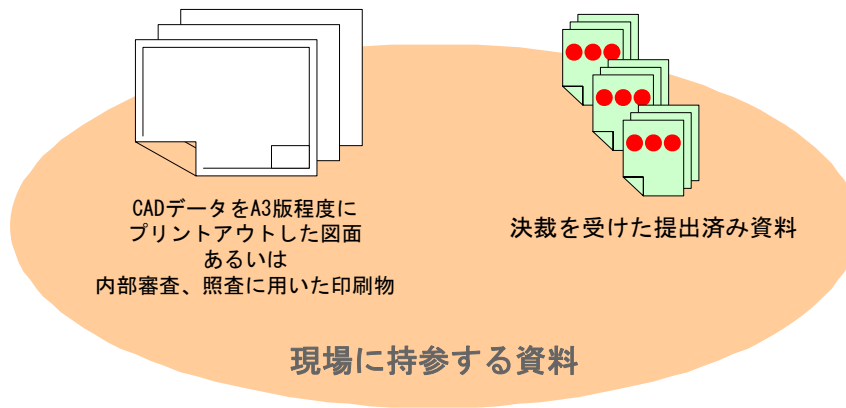 CADデータをA3版程度に
プリントアウトした図面
あるいは
内部審査、照査に用いた印刷物
決裁を受けた提出済み資料
現場に持参する資料